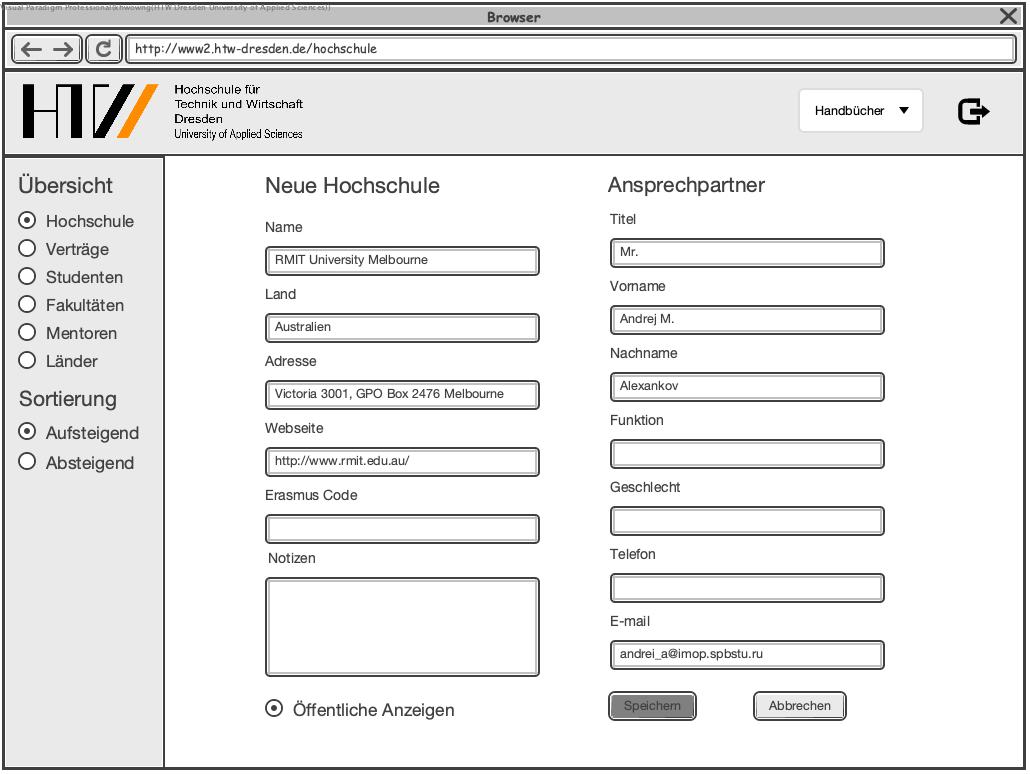 Visual Paradigm Professional(khwowng(HTW Dresden University of Applied Sciences))
Browser
http://www2.htw-dresden.de/hochschule
HTW
Hochschule für
Technik und Wirtschaft
Dresden
University of Applied Sciences
Handbücher
Übersicht
Hochschule
Verträge
Studenten
Fakultäten
Mentoren
Länder
Sortierung
Aufsteigend
Absteigend
Neue Hochschule
Name
RMIT University Melbourne
Land
Australien
Adresse
Victoria 3001, GPO Box 2476 Melbourne
Webseite
http://www.rmit.edu.au/
Erasmus Code
Notizen
Öffentliche Anzeigen
Ansprechpartner
Titel
Mr.
Vorname
Andrej M.
Nachname
Alexankov
Funktion
Geschlecht
Telefon
E-mail
andrei_a@imop.spbstu.ru
Speichern
Abbrechen